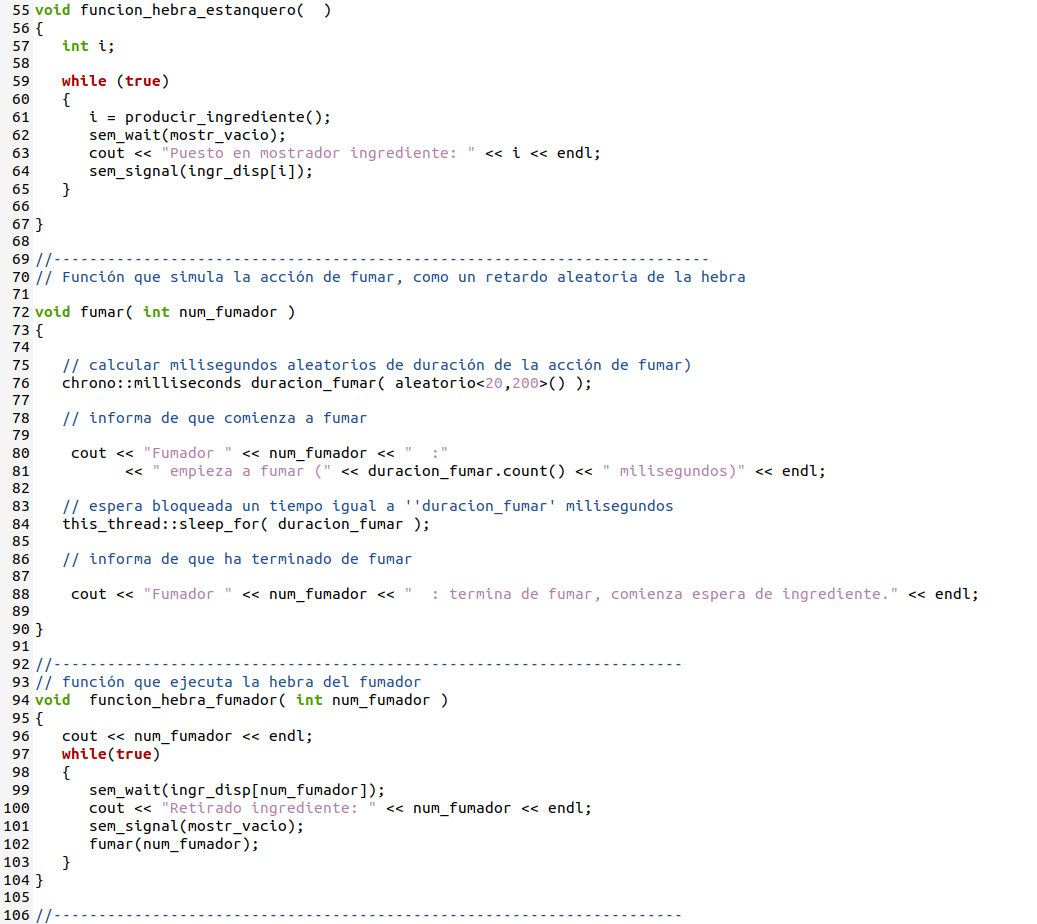 55 void funcion_hebra_estanquero(  )
56 {
57    int i;
58
59    while (true)
60    {
61       i = producir_ingrediente();
62       sem_wait(mostr_vacio);
63       cout << "Puesto en mostrador ingrediente: " << i << endl;
64       sem_signal(ingr_disp[i]);
65    }
66
67 }
68
69 //-------------------------------------------------------------------------
70 // Función que simula la acción de fumar, como un retardo aleatoria de la hebra
71
72 void fumar( int num_fumador )
73 {
74
75    // calcular milisegundos aleatorios de duración de la acción de fumar)
76    chrono::milliseconds duracion_fumar( aleatorio<20,200>() );
77
78    // informa de que comienza a fumar
79
80     cout << "Fumador " << num_fumador << "  :"
81           << " empieza a fumar (" << duracion_fumar.count() << " milisegundos)" << endl;
82
83    // espera bloqueada un tiempo igual a ''duracion_fumar' milisegundos
84    this_thread::sleep_for( duracion_fumar );
85
86    // informa de que ha terminado de fumar
87
88     cout << "Fumador " << num_fumador << "  : termina de fumar, comienza espera de ingrediente." << endl;
89
90 }
91
92 //----------------------------------------------------------------------
93 // función que ejecuta la hebra del fumador
94 void  funcion_hebra_fumador( int num_fumador )
95 {
96    cout << num_fumador << endl;
97    while(true)
98    {
99       sem_wait(ingr_disp[num_fumador]);
100       cout << "Retirado ingrediente: " << num_fumador << endl;
101       sem_signal(mostr_vacio);
102       fumar(num_fumador);
103    }
104 }
105
106 //----------------------------------------------------------------------